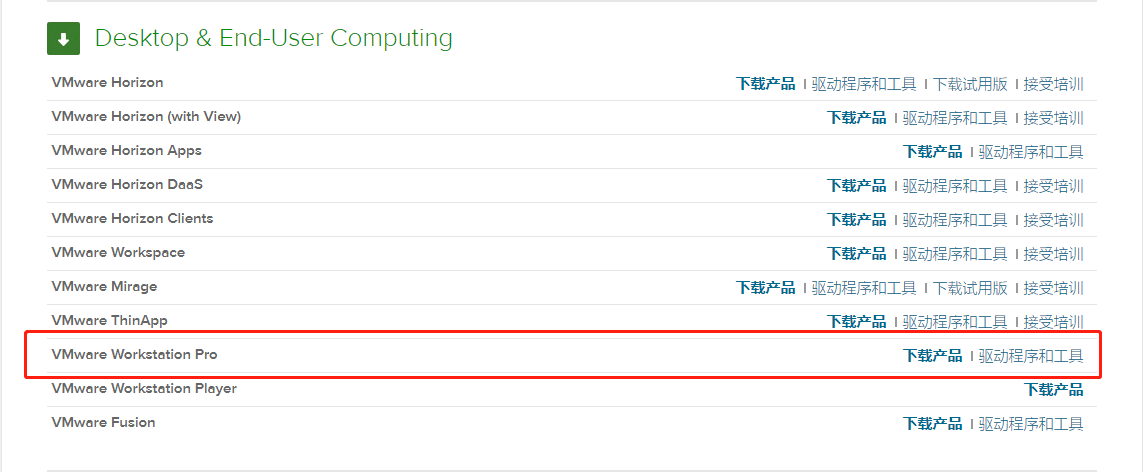 Desktop & End-User Computing
VMware Horizon 下载产品 | 驱动程序和工具 | 下载试用版 | 接受培训
VMware Horizon (with View) 下载产品 | 驱动程序和工具 | 接受培训
VMware Horizon Apps 下载产品 | 驱动程序和工具
VMware Horizon DaaS 下载产品 | 驱动程序和工具 | 接受培训
VMware Horizon Clients 下载产品 | 驱动程序和工具 | 接受培训
VMware Workspace 下载产品 | 驱动程序和工具 | 接受培训
VMware Mirage 下载产品 | 驱动程序和工具 | 下载试用版 | 接受培训
VMware ThinApp 下载产品 | 驱动程序和工具 | 接受培训
VMware Workstation Pro 下载产品 | 驱动程序和工具
VMware Workstation Player 下载产品
VMware Fusion 下载产品 | 驱动程序和工具